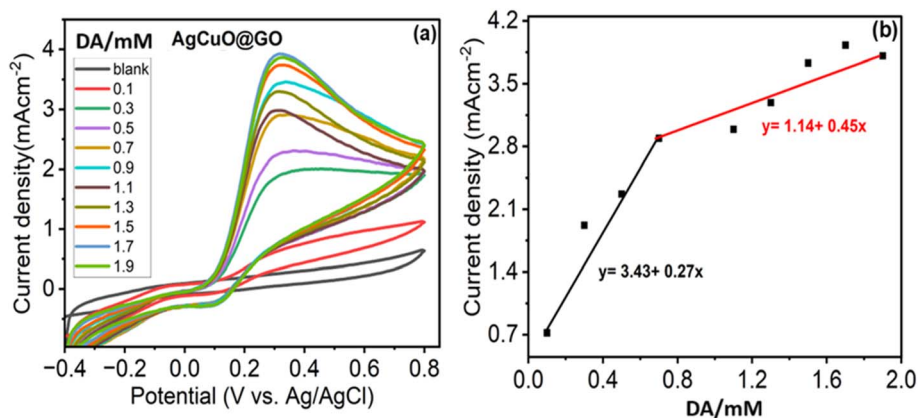 DA/mM AgCuO@GO (a)
blank
0.1
0.3
0.5
0.7
0.9
1.1
1.3
1.5
1.7
1.9
4
3
2
1
0
Current density(mAcm-2)
−0.4 −0.2 0.0 0.2 0.4 0.6 0.8
Potential (V vs. Ag/AgCl)
(b)
4.2
3.5
2.8
2.1
1.4
0.7
Current density (mAcm-2)
y= 1.14+ 0.45x
y= 3.43+ 0.27x
0.0 0.4 0.8 1.2 1.6 2.0
DA/mM